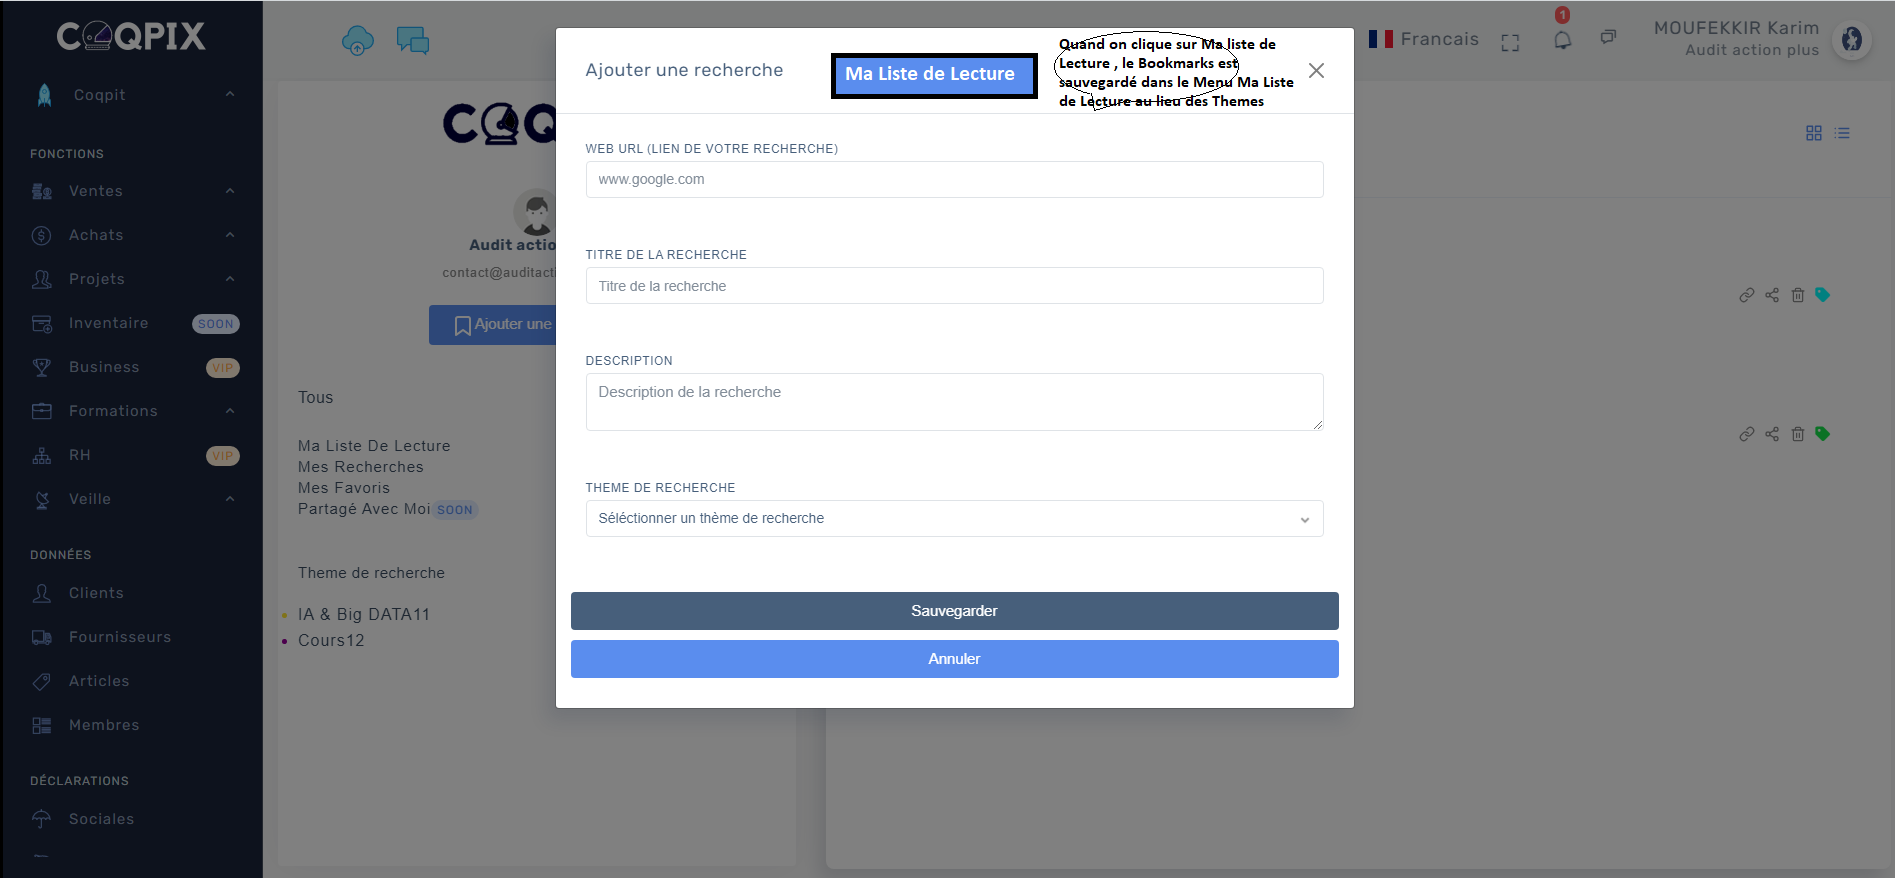 COQPIX
Coqpit
FONCTIONS
Ventes
Achats
Projets
Inventaire SOON
Business VIP
Formations
RH VIP
Veille
DONNÉES
Clients
Fournisseurs
Articles
Membres
DÉCLARATIONS
Sociales
COQ
Audit actio
contact@auditacti
Ajouter une
Tous
Ma Liste De Lecture
Mes Recherches
Mes Favoris
Partagé Avec Moi SOON
Theme de recherche
IA & Big DATA11
Cours12
Ajouter une recherche
Ma Liste de Lecture
Quand on clique sur Ma liste de
Lecture , le Bookmarks est
sauvegardé dans le Menu Ma Liste
de Lecture au lieu des Themes
WEB URL (LIEN DE VOTRE RECHERCHE)
www.google.com
TITRE DE LA RECHERCHE
Titre de la recherche
DESCRIPTION
Description de la recherche
THEME DE RECHERCHE
Séléctionner un thème de recherche
Sauvegarder
Annuler
Francais
1
MOUFEKKIR Karim
Audit action plus